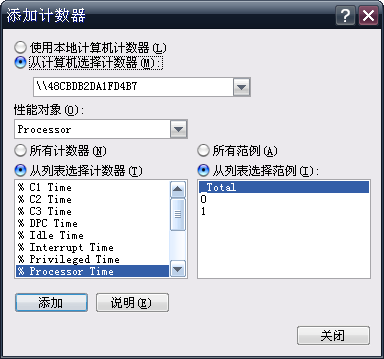 添加计数器
使用本地计算机计数器(L)
从计算机选择计数器(M):
\\48CBDB2DA1FD4B7
性能对象(O):
Processor
所有计数器(N)
所有范例(A)
从列表选择计数器(T)
从列表选择范例(I):
% C1 Time
% C2 Time
% C3 Time
% DPC Time
% Idle Time
% Interrupt Time
% Privileged Time
% Processor Time
_Total
0
1
添加
说明(E)
关闭